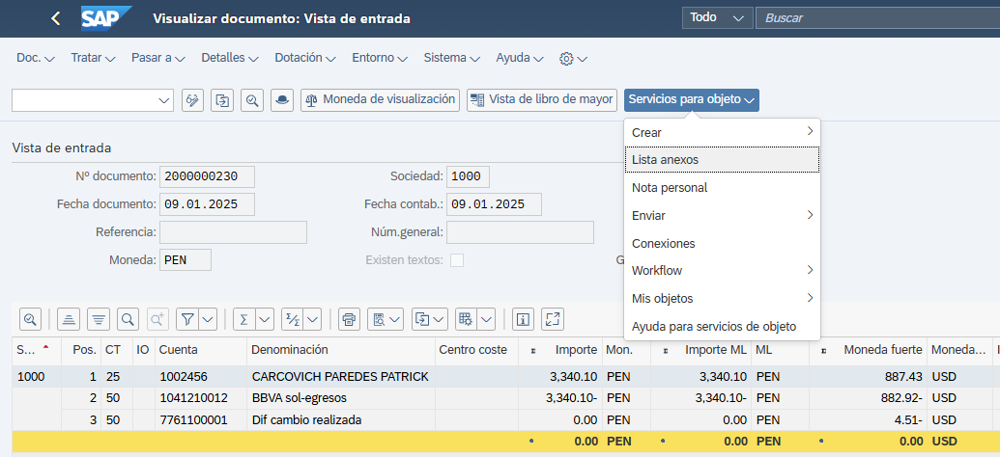 SAP Visualizar documento: Vista de entrada Todo Buscar
Doc. Tratar Pasar a Detalles Dotación Entorno Sistema Ayuda
Moneda de visualización Vista de libro de mayor Servicios para objeto
Crear
Lista anexos
Nota personal
Enviar
Conexiones
Workflow
Mis objetos
Ayuda para servicios de objeto
Vista de entrada
Nº documento: 2000000230 Sociedad: 1000
Fecha documento: 09.01.2025 Fecha contab.: 09.01.2025
Referencia: Núm.general:
Moneda: PEN Existen textos:
S... Pos. CT IO Cuenta Denominación Centro coste Importe Mon. Importe ML ML Moneda fuerte Moneda...
1000 1 25 1002456 CARCOVICH PAREDES PATRICK 3,340.10 PEN 3,340.10 PEN 887.43 USD
2 50 1041210012 BBVA sol-egresos 3,340.10- PEN 3,340.10- PEN 882.92- USD
3 50 7761100001 Dif cambio realizada 0.00 PEN 0.00 PEN 4.51- USD
0.00 PEN 0.00 PEN 0.00 USD